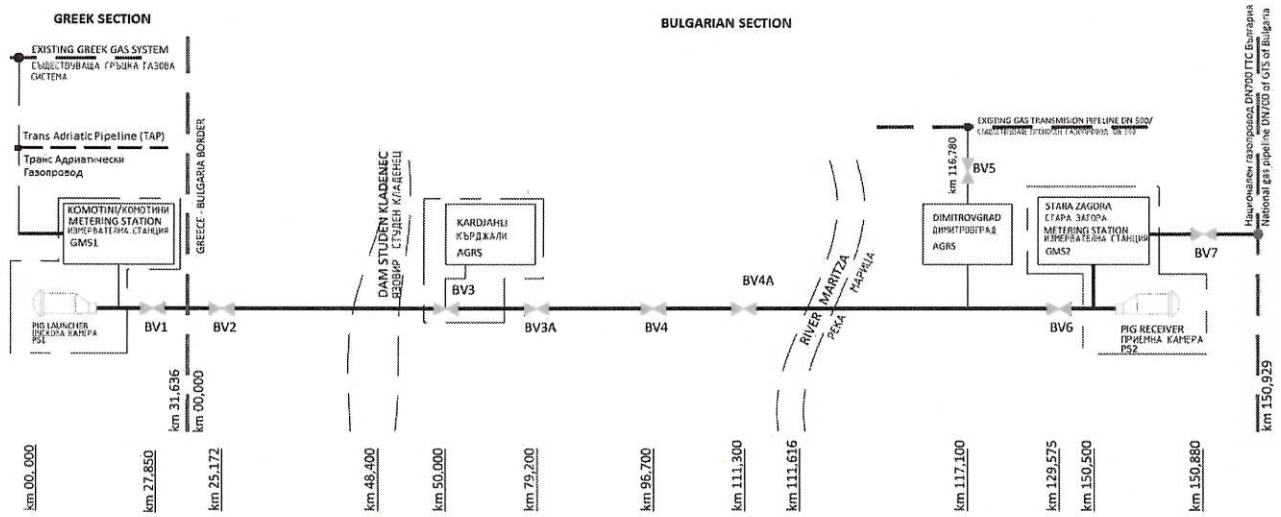 GREEK SECTION
BULGARIAN SECTION
EXISTING GREEK GAS SYSTEM
СЪЩЕСТВУВАЩА ГРЪЦКА ГАЗОВА
СИСТЕМА
Trans Adriatic Pipeline (TAP)
Транс Адриатически
Газопровод
KOMOTINI/КОМОТИНИ
METERING STATION
ИЗМЕРВАТЕЛНА СТАНЦИЯ
GMS1
GREECE - BULGARIA BORDER
DAM STUDEN KLADENEC
ЯЗОВИР СТУДЕН КЛАДЕНЕЦ
KARDJAHLI
КЪРДЖАЛИ
AGRS
EXISTING GAS TRANSMISION PIPELINE DN 500/
km 116,780
BV5
DIMITROVGRAD
ДИМИТРОВГРАД
AGRS
STARA ZAGORA
СТАРА ЗАГОРА
METERING STATION
ИЗМЕРВАТЕЛНА СТАНЦИЯ
GMS2
Национален газопровод DN700 ГТС България
National gas pipeline DN700 of GTS of Bulgaria
BV7
PIG LAUNCHER
ПУСКОВА КАМЕРА
PS1
BV1
BV2
BV3
BV3A
BV4
BV4A
RIVER MARITZA
РЕКА МАРИЦА
BV6
PIG RECEIVER
ПРИЕМНА КАМЕРА
PS2
km 31,636
km 00,000
km 150,929
km 00, 000
km 27,850
km 25,172
km 48,400
km 50,000
km 79,200
km 96,700
km 111,300
km 111,616
km 117,100
km 129,575
km 150,500
km 150,880